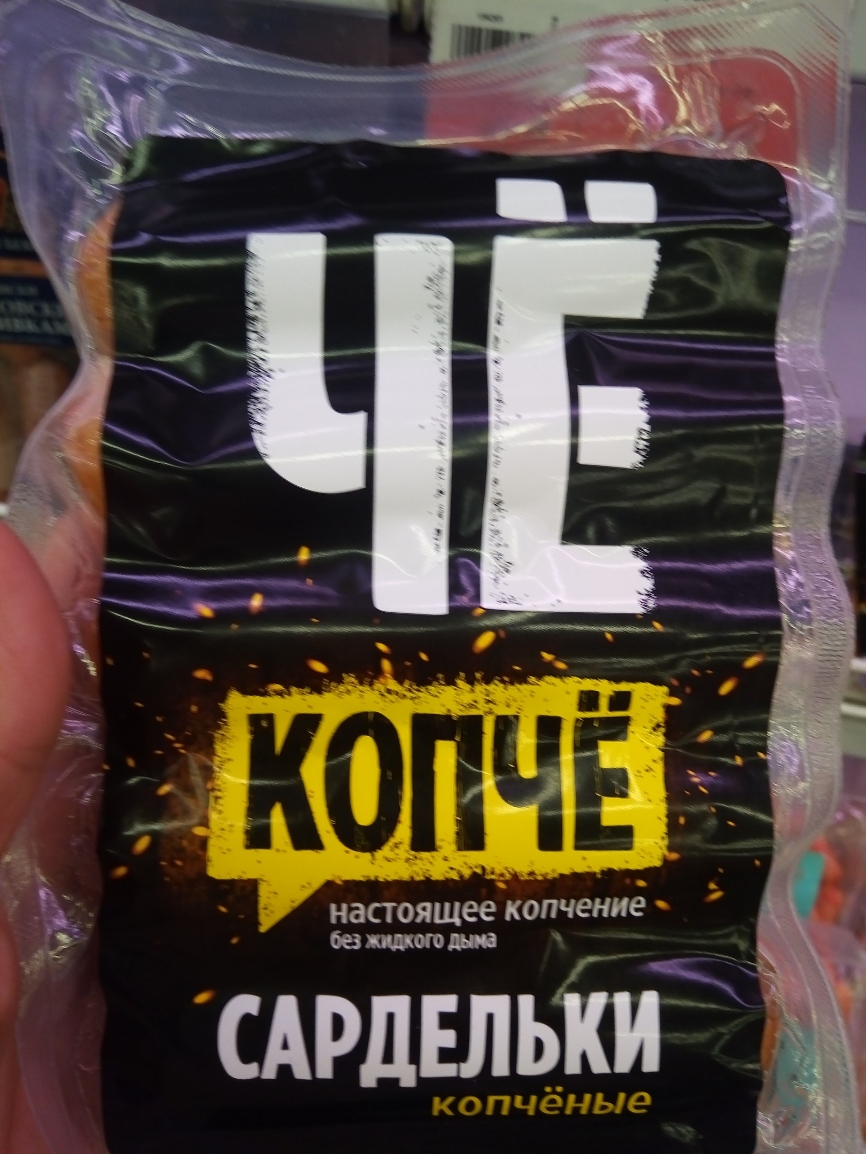 ЧЁ
КОПЧЁ
настоящее копчение
без жидкого дыма
САРДЕЛЬКИ
копчёные